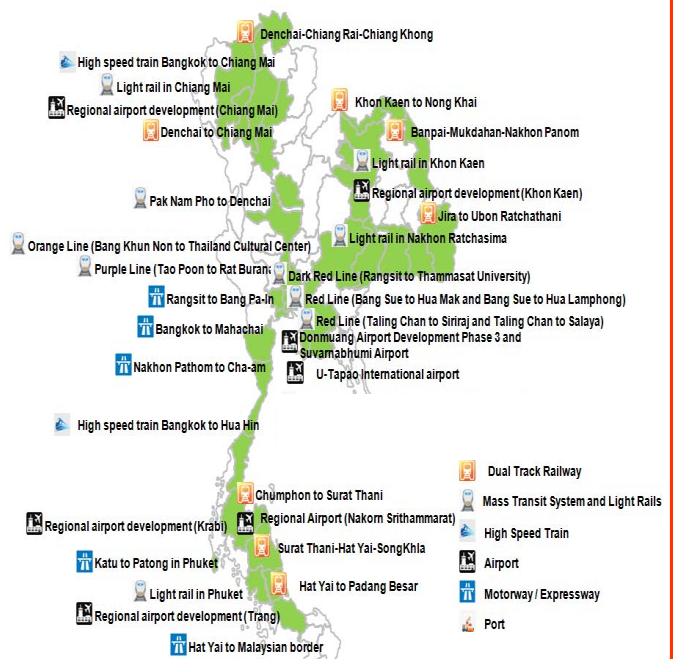 Denchai-Chiang Rai-Chiang Khong
High speed train Bangkok to Chiang Mai
Light rail in Chiang Mai
Regional airport development (Chiang Mai)
Khon Kaen to Nong Khai
Denchai to Chiang Mai
Banpai-Mukdahan-Nakhon Panom
Light rail in Khon Kaen
Regional airport development (Khon Kaen)
Pak Nam Pho to Denchai
Jira to Ubon Ratchathani
Orange Line (Bang Khun Non to Thailand Cultural Center)
Light rail in Nakhon Ratchasima
Purple Line (Tao Poon to Rat Burana
Dark Red Line (Rangsit to Thammasat University)
Rangsit to Bang Pa-In
Red Line (Bang Sue to Hua Mak and Bang Sue to Hua Lamphong)
Bangkok to Mahachai
Red Line (Taling Chan to Siriraj and Taling Chan to Salaya)
Donmuang Airport Development Phase 3 and
Suvarnabhumi Airport
Nakhon Pathom to Cha-am
U-Tapao International airport
High speed train Bangkok to Hua Hin
Chumphon to Surat Thani
Regional airport development (Krabi)
Regional Airport (Nakorn Srithammarat)
Surat Thani-Hat Yai-SongKhla
Katu to Patong in Phuket
Hat Yai to Padang Besar
Light rail in Phuket
Regional airport development (Trang)
Hat Yai to Malaysian border
Dual Track Railway
Mass Transit System and Light Rails
High Speed Train
Airport
Motorway / Expressway
Port